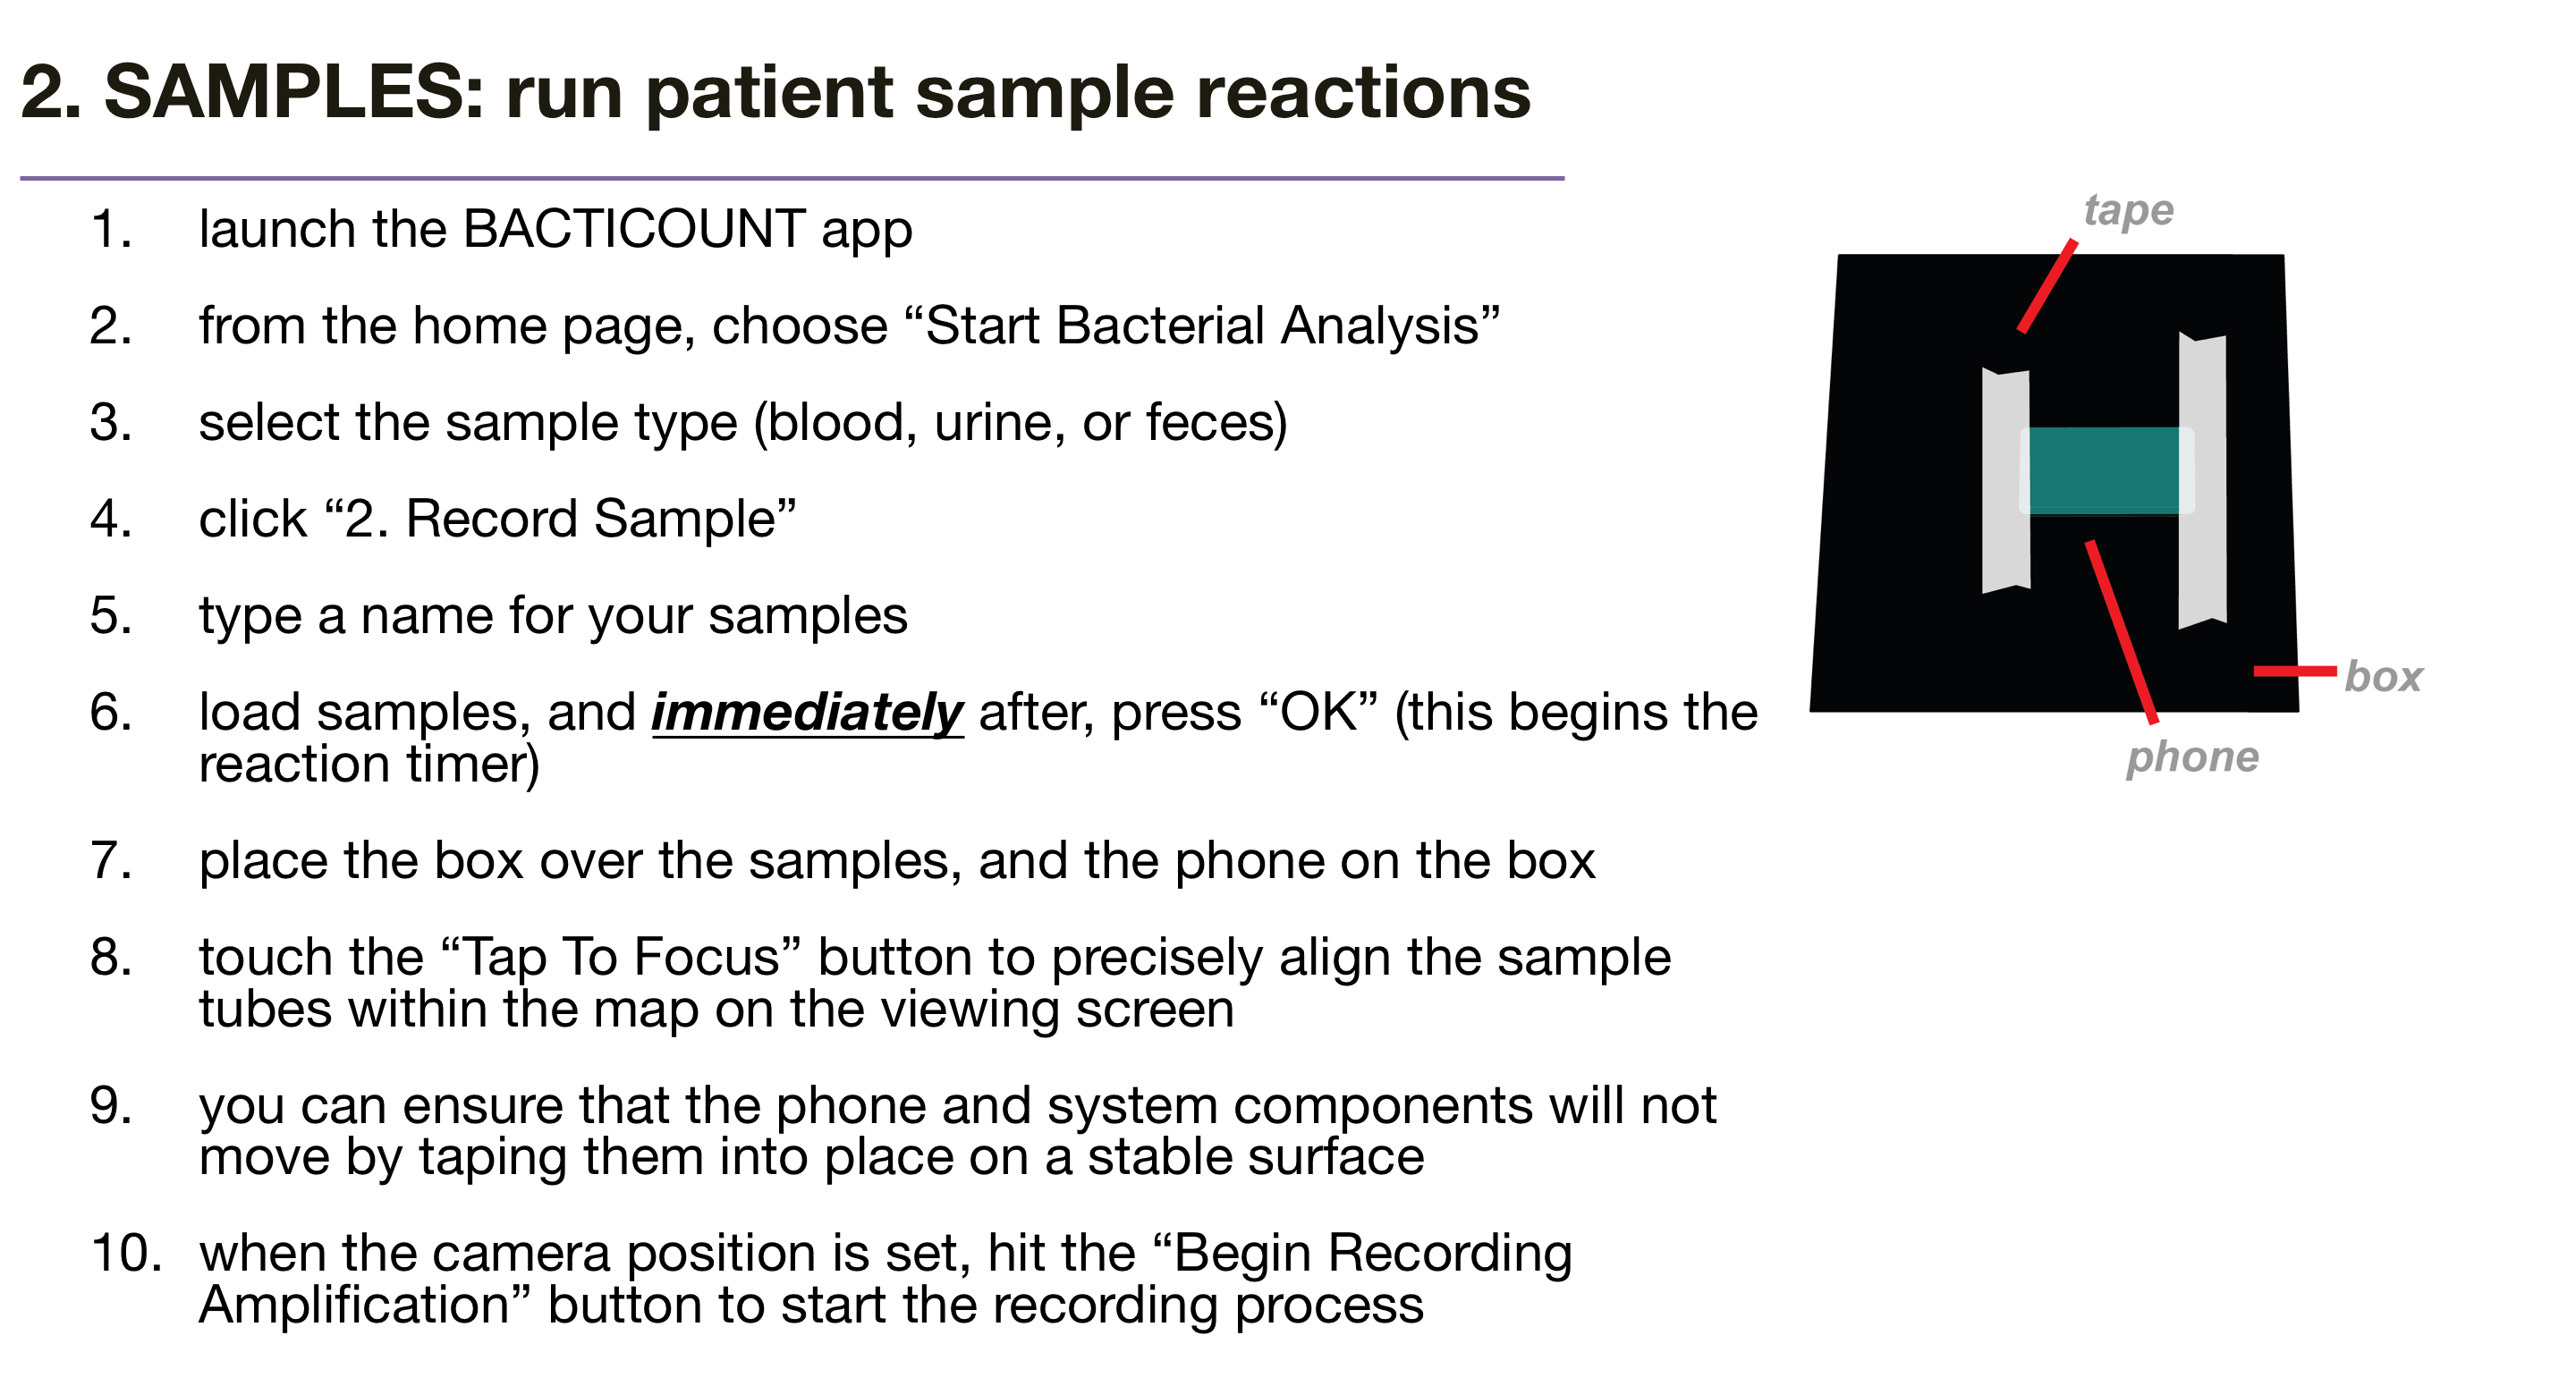 2. SAMPLES: run patient sample reactions
1. launch the BACTICOUNT app
2. from the home page, choose “Start Bacterial Analysis”
3. select the sample type (blood, urine, or feces)
4. click “2. Record Sample”
5. type a name for your samples
6. load samples, and immediately after, press “OK” (this begins the
reaction timer)
7. place the box over the samples, and the phone on the box
8. touch the “Tap To Focus” button to precisely align the sample
tubes within the map on the viewing screen
9. you can ensure that the phone and system components will not
move by taping them into place on a stable surface
10. when the camera position is set, hit the “Begin Recording
Amplification” button to start the recording process
tape
box
phone